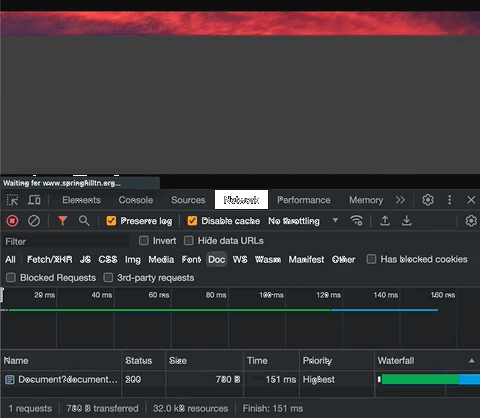 Waiting for www.springhilltn.org...
Elements Console Sources Network Performance Memory
Preserve log Disable cache No throttling
Filter Invert Hide data URLs
All Fetch/XHR JS CSS Img Media Font Doc WS Wasm Manifest Other Has blocked cookies
Blocked Requests 3rd-party requests
20 ms 40 ms 60 ms 80 ms 100 ms 120 ms 140 ms 160 ms
Name Status Size Time Priority Waterfall
Document?document... 200 780 B 151 ms Highest
1 requests 780 B transferred 32.0 kB resources Finish: 151 ms